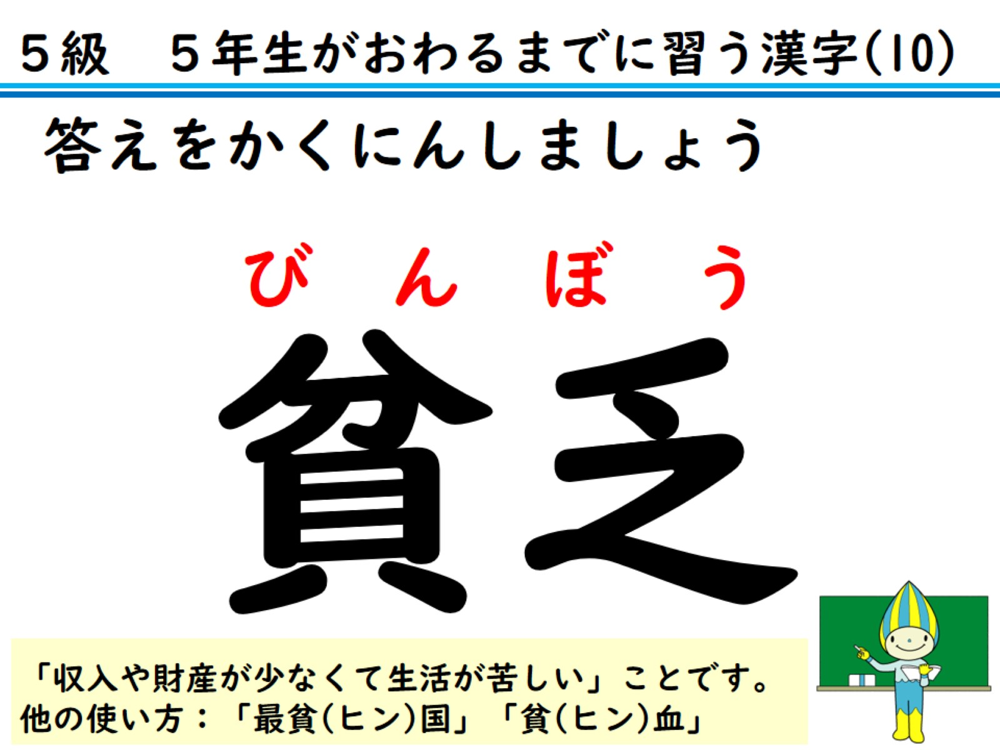 ５級　５年生がおわるまでに習う漢字(10)
答えをかくにんしましょう
びんぼう
貧乏
「収入や財産が少なくて生活が苦しい」ことです。
他の使い方：「最貧(ヒン)国」「貧(ヒン)血」